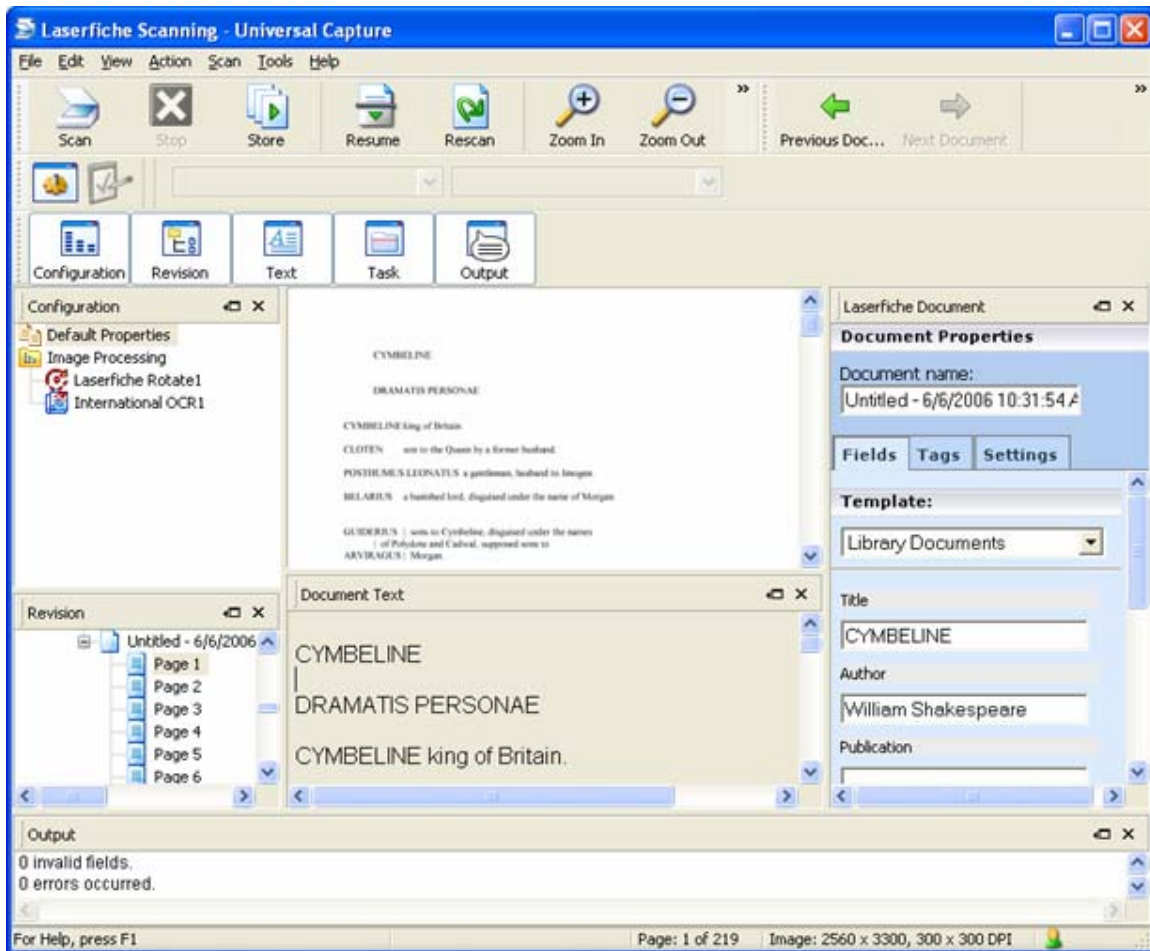 Laserfiche Scanning - Universal Capture
File Edit View Action Scan Tools Help
Scan Stop Store Resume Rescan Zoom In Zoom Out » Previous Doc... Next Document »
Configuration Revision Text Task Output
Configuration
Default Properties
Image Processing
Laserfiche Rotate1
International OCR1
CYMBELINE
DRAMATIS PERSONAE
CYMBELINE king of Britain.
CLOTEN son to the Queen by a former husband.
POSTHUMUS LEONATUS a gentleman, husband to Imogen
BELARIUS a banished lord, disguised under the name of Morgan
GUIDERIUS | sons to Cymbeline, disguised under the names
| of Polydote and Cadwal, supposed sons to
ARVIRAGUS | Morgan.
Revision
Untitled - 6/6/2006
Page 1
Page 2
Page 3
Page 4
Page 5
Page 6
Document Text
CYMBELINE
DRAMATIS PERSONAE
CYMBELINE king of Britain.
Laserfiche Document
Document Properties
Document name:
Untitled - 6/6/2006 10:31:54 A
Fields Tags Settings
Template:
Library Documents
Title
CYMBELINE
Author
William Shakespeare
Publication
Output
0 invalid fields.
0 errors occurred.
For Help, press F1 Page: 1 of 219 Image: 2560 x 3300, 300 x 300 DPI